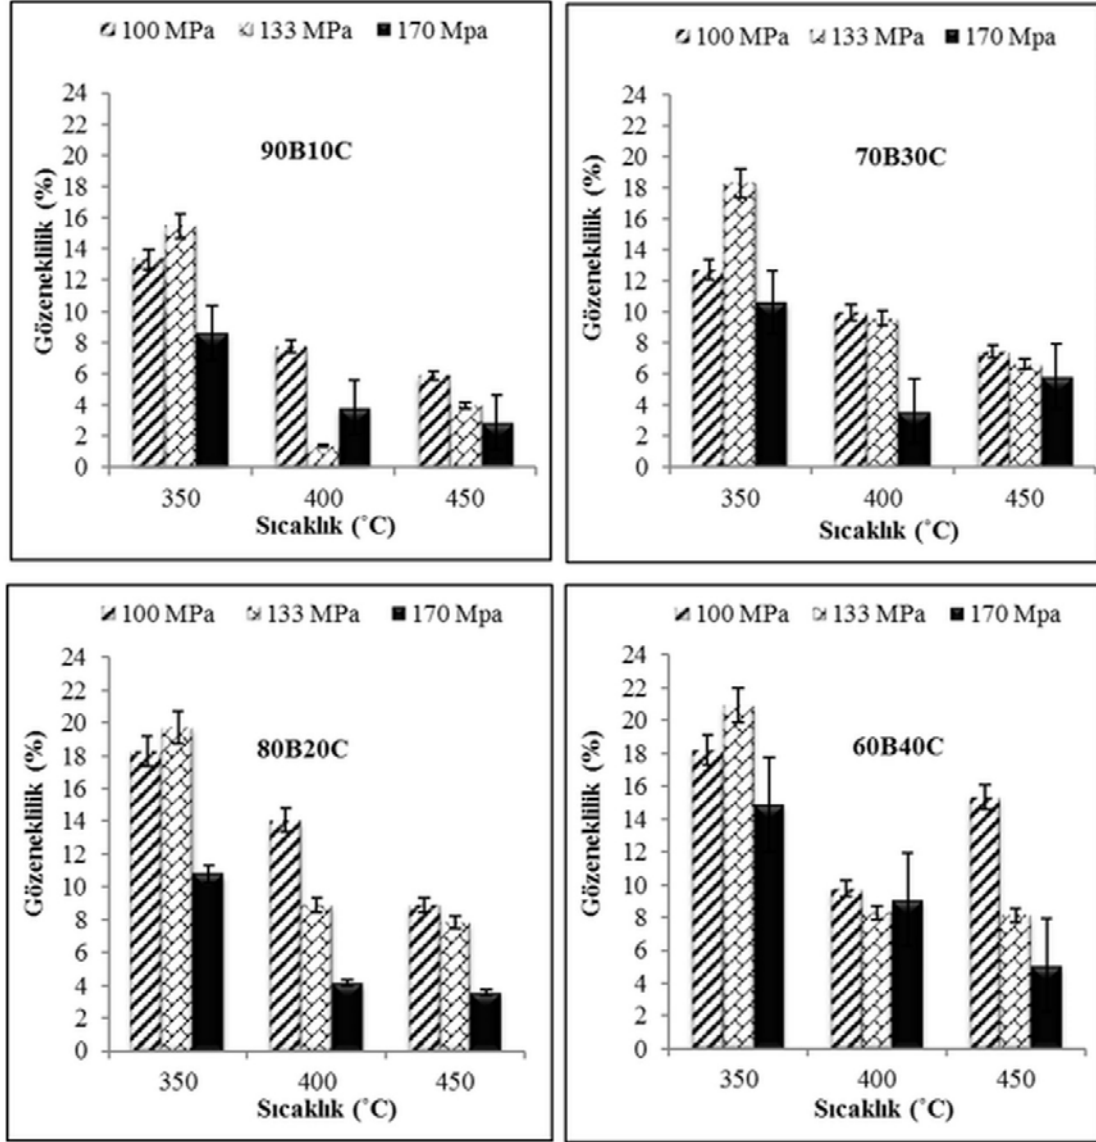 100 MPa 133 MPa 170 Mpa
24
22
20
18
16
14
12
10
8
6
4
2
0
Gözeneklilik (%)
90B10C
350 400 450
Sıcaklık (˚C)
100 MPa 133 MPa 170 Mpa
24
22
20
18
16
14
12
10
8
6
4
2
0
Gözeneklilik (%)
70B30C
350 400 450
Sıcaklık (˚C)
100 MPa 133 MPa 170 Mpa
24
22
20
18
16
14
12
10
8
6
4
2
0
Gözeneklilik (%)
80B20C
350 400 450
Sıcaklık (˚C)
100 MPa 133 MPa 170 Mpa
24
22
20
18
16
14
12
10
8
6
4
2
0
Gözeneklilik (%)
60B40C
350 400 450
Sıcaklık (˚C)